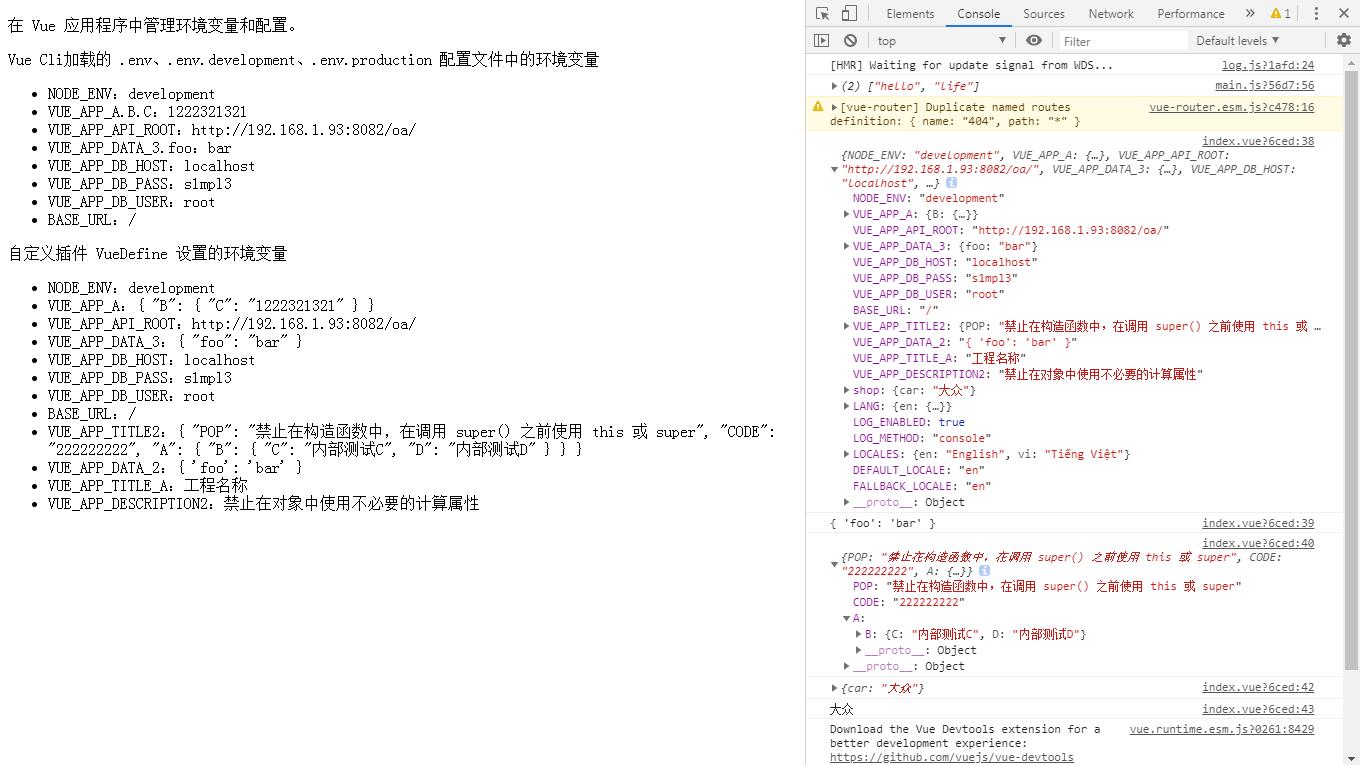 在 Vue 应用程序中管理环境变量和配置。
Vue Cli加载的 .env、.env.development、.env.production 配置文件中的环境变量
NODE_ENV：development
VUE_APP_A.B.C：1222321321
VUE_APP_API_ROOT：http://192.168.1.93:8082/oa/
VUE_APP_DATA_3.foo：bar
VUE_APP_DB_HOST：localhost
VUE_APP_DB_PASS：s1mpl3
VUE_APP_DB_USER：root
BASE_URL：/
自定义插件 VueDefine 设置的环境变量
NODE_ENV：development
VUE_APP_A：{ "B": { "C": "1222321321" } }
VUE_APP_API_ROOT：http://192.168.1.93:8082/oa/
VUE_APP_DATA_3：{ "foo": "bar" }
VUE_APP_DB_HOST：localhost
VUE_APP_DB_PASS：s1mpl3
VUE_APP_DB_USER：root
BASE_URL：/
VUE_APP_TITLE2：{ "POP": "禁止在构造函数中，在调用 super() 之前使用 this 或 super", "CODE":
"222222222", "A": { "B": { "C": "内部测试C", "D": "内部测试D" } } }
VUE_APP_DATA_2：{ 'foo': 'bar' }
VUE_APP_TITLE_A：工程名称
VUE_APP_DESCRIPTION2：禁止在对象中使用不必要的计算属性
Elements Console Sources Network Performance » 1
top Filter Default levels
[HMR] Waiting for update signal from WDS... log.js?1afd:24
(2) ["hello", "life"] main.js?56d7:56
[vue-router] Duplicate named routes vue-router.esm.js?c478:16
definition: { name: "404", path: "*" }
index.vue?6ced:38
{NODE_ENV: "development", VUE_APP_A: {…}, VUE_APP_API_ROOT:
"http://192.168.1.93:8082/oa/", VUE_APP_DATA_3: {…}, VUE_APP_DB_HOST:
"localhost", …}
NODE_ENV: "development"
VUE_APP_A: {B: {…}}
VUE_APP_API_ROOT: "http://192.168.1.93:8082/oa/"
VUE_APP_DATA_3: {foo: "bar"}
VUE_APP_DB_HOST: "localhost"
VUE_APP_DB_PASS: "s1mpl3"
VUE_APP_DB_USER: "root"
BASE_URL: "/"
VUE_APP_TITLE2: {POP: "禁止在构造函数中，在调用 super() 之前使用 this 或 …
VUE_APP_DATA_2: "{ 'foo': 'bar' }"
VUE_APP_TITLE_A: "工程名称"
VUE_APP_DESCRIPTION2: "禁止在对象中使用不必要的计算属性"
shop: {car: "大众"}
LANG: {en: {…}}
LOG_ENABLED: true
LOG_METHOD: "console"
LOCALES: {en: "English", vi: "Tiếng Việt"}
DEFAULT_LOCALE: "en"
FALLBACK_LOCALE: "en"
__proto__: Object
{ 'foo': 'bar' } index.vue?6ced:39
index.vue?6ced:40
{POP: "禁止在构造函数中，在调用 super() 之前使用 this 或 super", CODE:
"222222222", A: {…}}
POP: "禁止在构造函数中，在调用 super() 之前使用 this 或 super"
CODE: "222222222"
A:
B: {C: "内部测试C", D: "内部测试D"}
__proto__: Object
__proto__: Object
{car: "大众"} index.vue?6ced:42
大众 index.vue?6ced:43
Download the Vue Devtools extension for a vue.runtime.esm.js?0261:8429
better development experience:
https://github.com/vuejs/vue-devtools